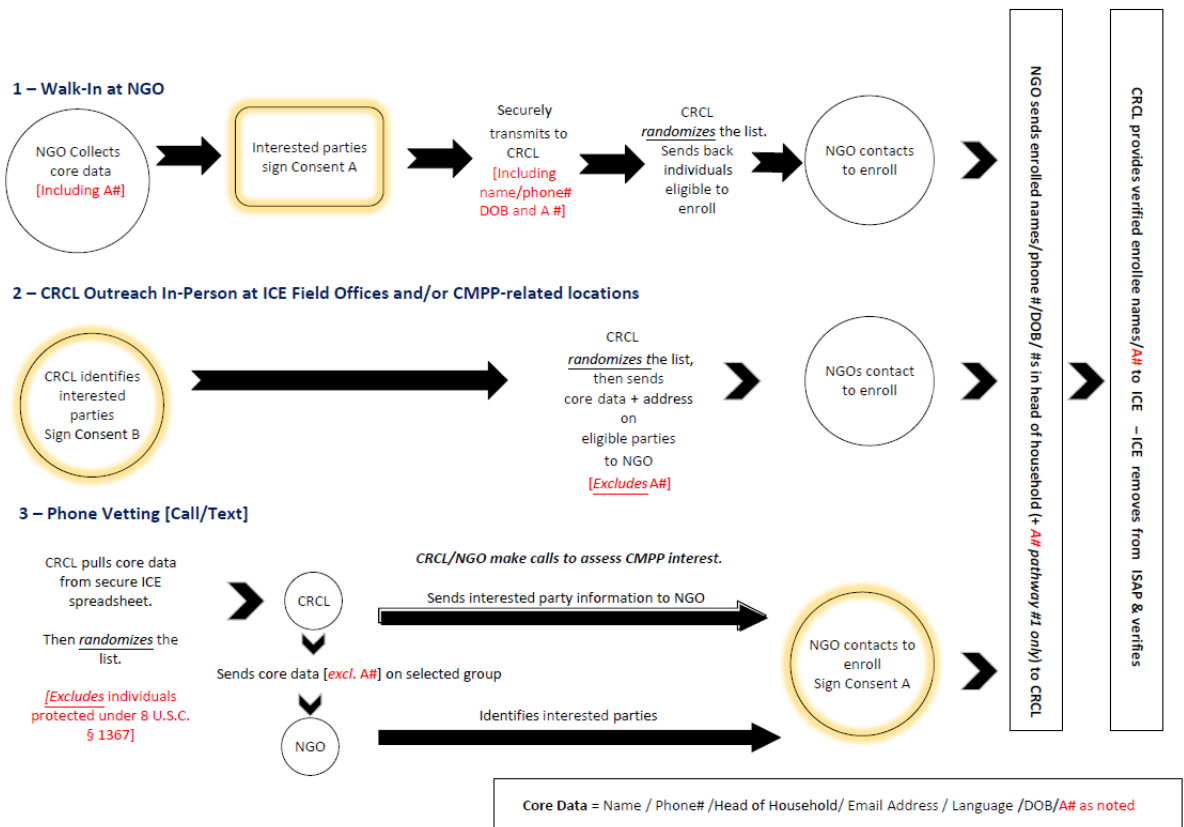 1 – Walk-In at NGO
NGO Collects
core data
[Including A#]
Interested parties
sign Consent A
Securely
transmits to
CRCL
[Including
name/phone#
DOB and A #]
CRCL
randomizes the list.
Sends back
individuals
eligible to
enroll
NGO contacts
to enroll
2 – CRCL Outreach In-Person at ICE Field Offices and/or CMPP-related locations
CRCL identifies
interested
parties
Sign Consent B
CRCL
randomizes the list,
then sends
core data + address
on
eligible parties
to NGO
[Excludes A#]
NGOs contact
to enroll
3 – Phone Vetting [Call/Text]
CRCL pulls core data
from secure ICE
spreadsheet.
Then randomizes the
list.
[Excludes individuals
protected under 8 U.S.C.
§ 1367]
CRCL
Sends core data [excl. A#] on selected group
NGO
CRCL/NGO make calls to assess CMPP interest.
Sends interested party information to NGO
Identifies interested parties
NGO contacts to
enroll
Sign Consent A
NGO sends enrolled names/phone #/DOB/ #s in head of household (+ A# pathway #1 only) to CRCL
CRCL provides verified enrollee names/A# to ICE – ICE removes from ISAP & verifies
Core Data = Name / Phone# /Head of Household/ Email Address / Language /DOB/A# as noted